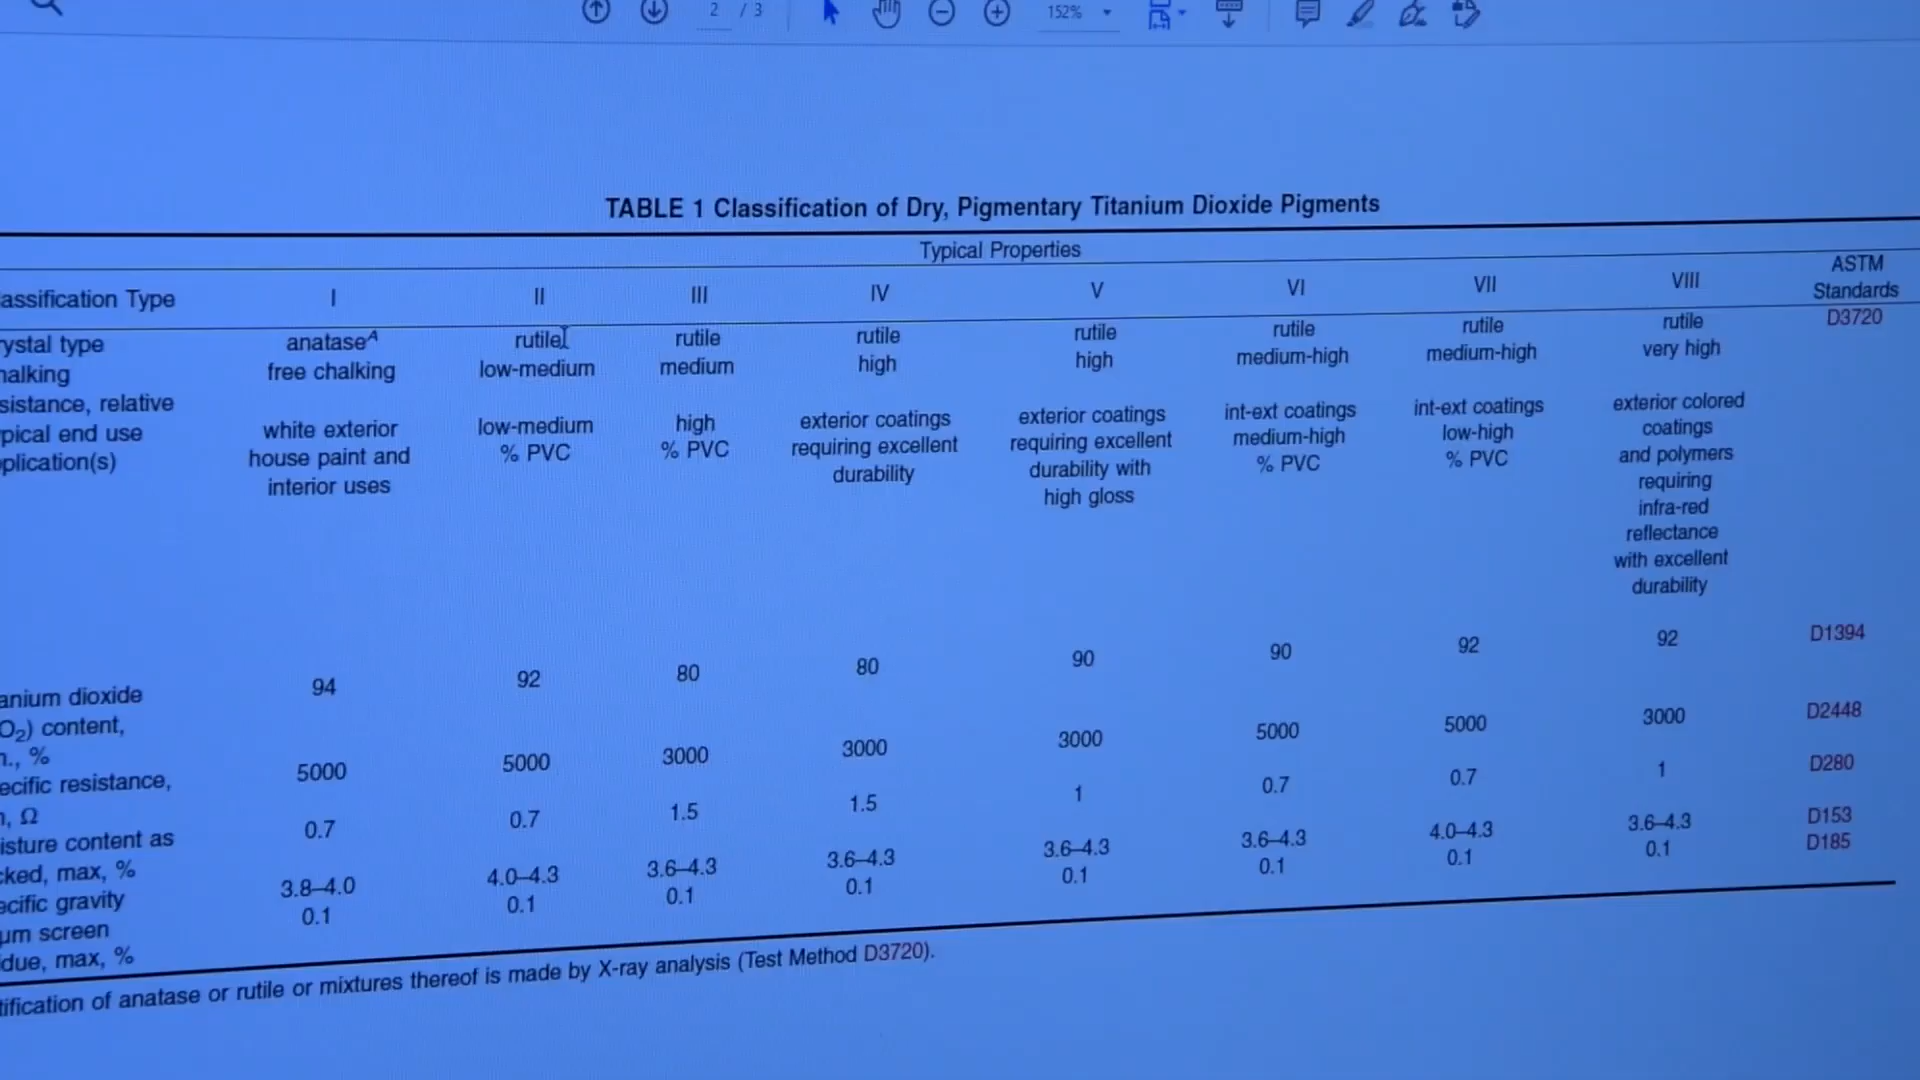 2 / 3 152%
TABLE 1 Classification of Dry, Pigmentary Titanium Dioxide Pigments
Typical Properties
assification Type I II III IV V VI VII VIII ASTM Standards
ystal type anataseA rutile rutile rutile rutile rutile rutile rutile D3720
nalking free chalking low-medium medium high high medium-high medium-high very high
sistance, relative
pical end use white exterior low-medium high exterior coatings exterior coatings int-ext coatings int-ext coatings exterior colored
plication(s) house paint and % PVC % PVC requiring excellent requiring excellent medium-high low-high coatings
interior uses durability durability with % PVC % PVC and polymers
high gloss requiring
infra-red
reflectance
with excellent
durability
anium dioxide 94 92 80 80 90 90 92 92 D1394
O2) content,
n., %
ecific resistance, 5000 5000 3000 3000 3000 5000 5000 3000 D2448
n, Ω
isture content as 0.7 0.7 1.5 1.5 1 0.7 0.7 1 D280
cked, max, %
ecific gravity 3.8–4.0 4.0–4.3 3.6–4.3 3.6–4.3 3.6–4.3 3.6–4.3 4.0–4.3 3.6–4.3 D153
µm screen 0.1 0.1 0.1 0.1 0.1 0.1 0.1 0.1 D185
due, max, %
tification of anatase or rutile or mixtures thereof is made by X-ray analysis (Test Method D3720).